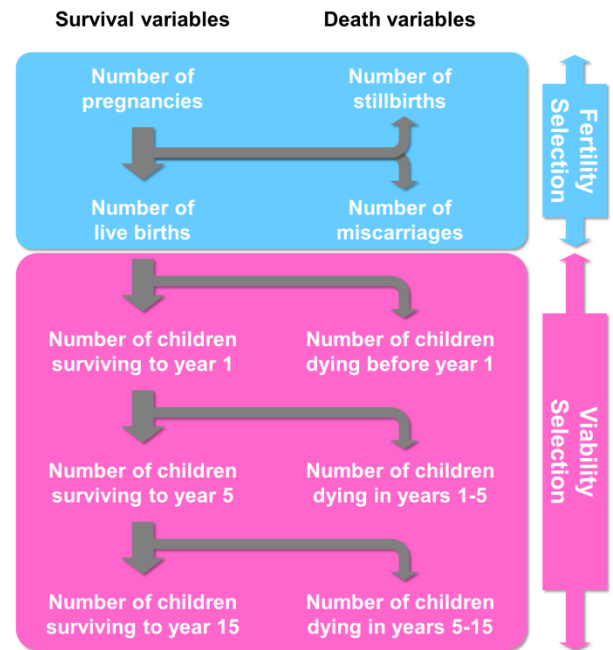 Survival variables
Death variables
Number of
pregnancies
Number of
stillbirths
Number of
live births
Number of
miscarriages
Fertility
Selection
Number of children
surviving to year 1
Number of children
dying before year 1
Number of children
surviving to year 5
Number of children
dying in years 1-5
Number of children
surviving to year 15
Number of children
dying in years 5-15
Viability
Selection